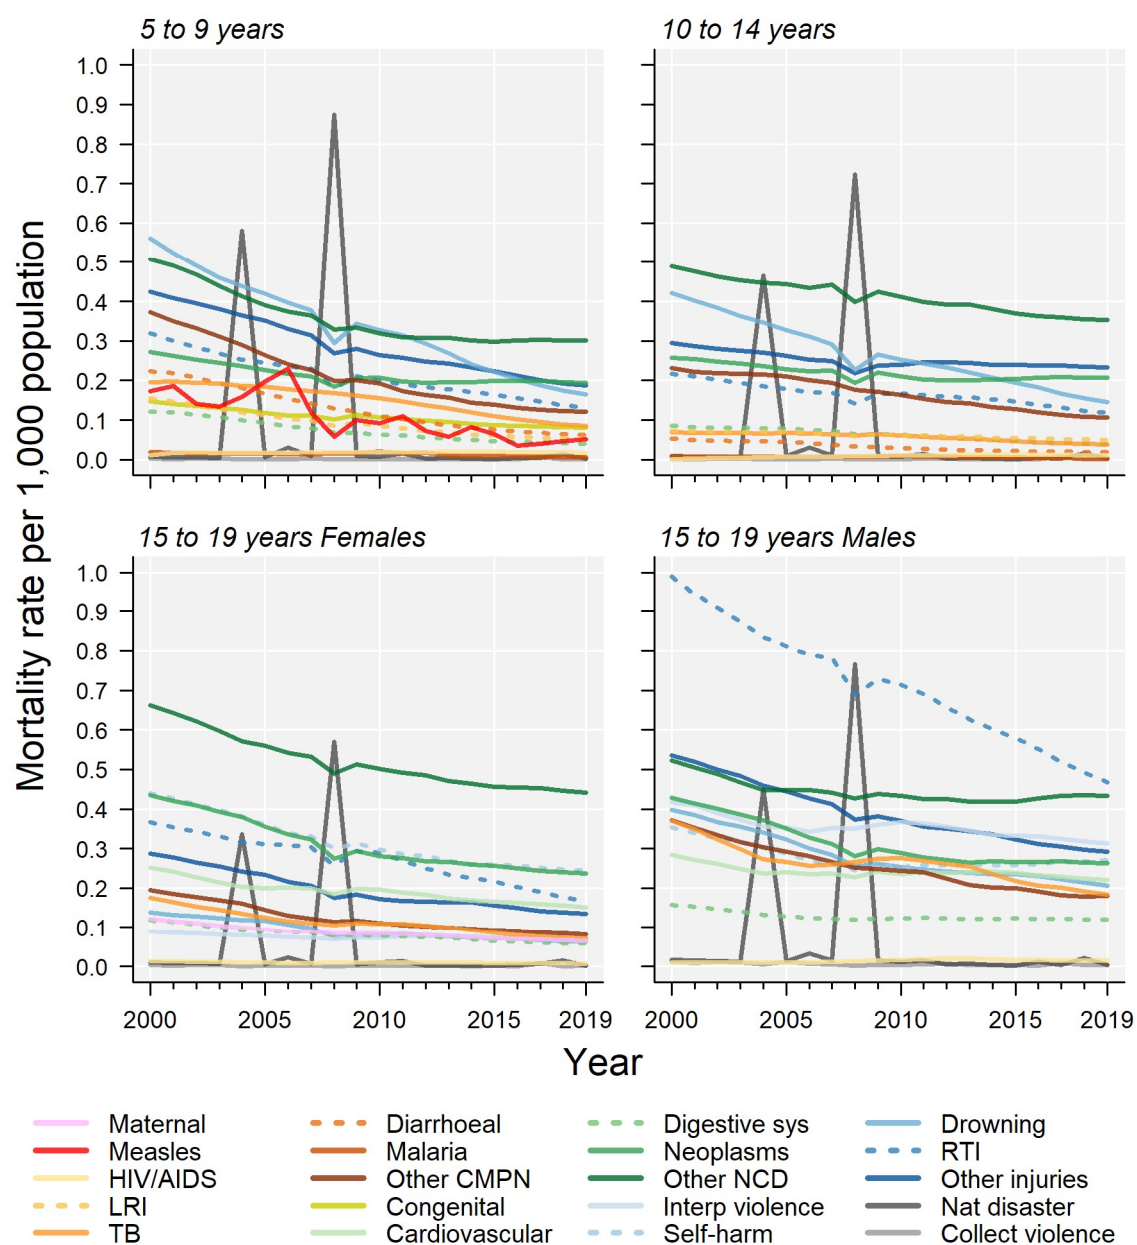 5 to 9 years
10 to 14 years
1.0
0.9
0.8
0.7
0.6
0.5
0.4
0.3
0.2
0.1
0.0
Mortality rate per 1,000 population
15 to 19 years Females
15 to 19 years Males
1.0
0.9
0.8
0.7
0.6
0.5
0.4
0.3
0.2
0.1
0.0
2000 2005 2010 2015 2019
2000 2005 2010 2015 2019
Year
Maternal
Measles
HIV/AIDS
LRI
TB
Diarrhoeal
Malaria
Other CMPN
Congenital
Cardiovascular
Digestive sys
Neoplasms
Other NCD
Interp violence
Self-harm
Drowning
RTI
Other injuries
Nat disaster
Collect violence